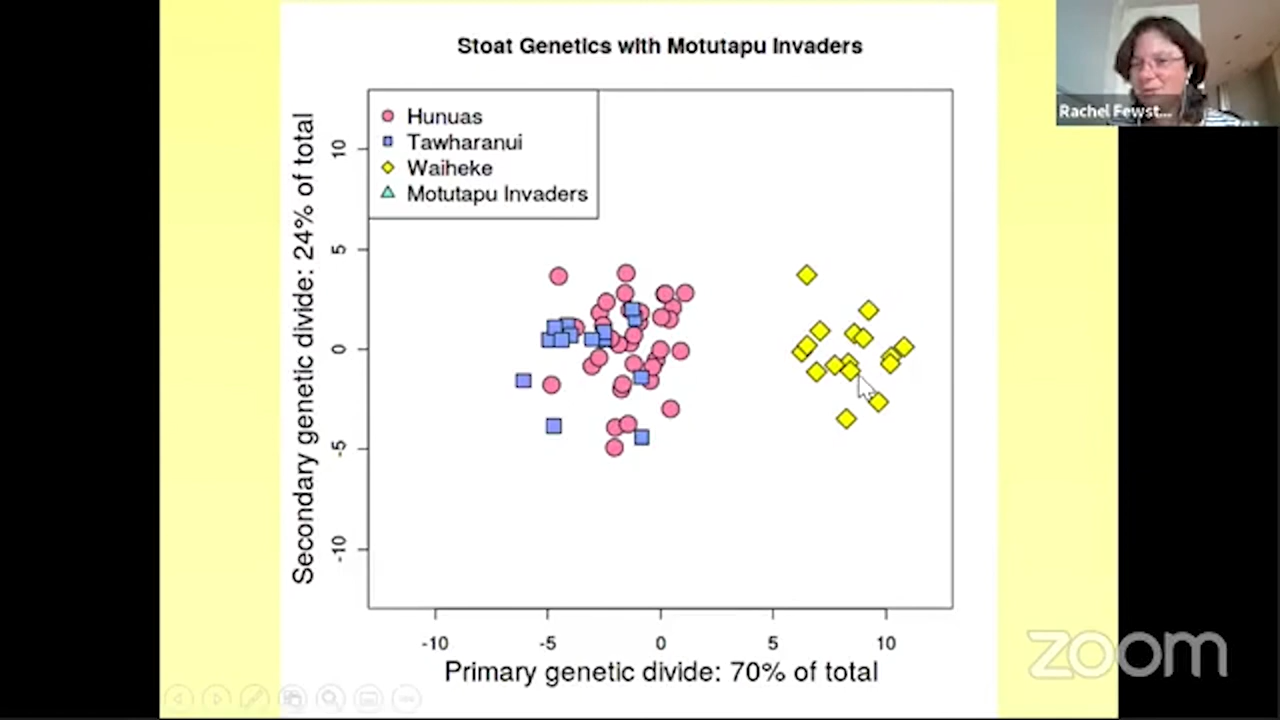 Stoat Genetics with Motutapu Invaders
Rachel Fewst...
Hunuas
Tawharanui
Waiheke
Motutapu Invaders
Secondary genetic divide: 24% of total
10
5
0
-5
-10
-10 -5 0 5 10
Primary genetic divide: 70% of total
zoom